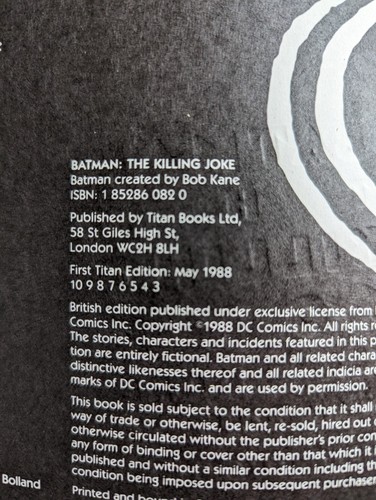 BATMAN: THE KILLING JOKE
Batman created by Bob Kane
ISBN: 1 85286 082 0
Published by Titan Books Ltd,
58 St Giles High St,
London WC2H 8LH
First Titan Edition: May 1988
10 9 8 7 6 5 4 3
British edition published under exclusive license from
Comics Inc. Copyright ©1988 DC Comics Inc. All rights r
The stories, characters and incidents featured in this p
tion are entirely fictional. Batman and all related chara
distinctive likenesses thereof and all related indicia are
marks of DC Comics Inc. and are used by permission.
This book is sold subject to the condition that it shall
way of trade or otherwise, be lent, re-sold, hired out
otherwise circulated without the publisher's prior con
any form of binding or cover other than that which it i
published and without a similar condition including th
condition being imposed upon subsequent purchaser
Bolland
Printed and